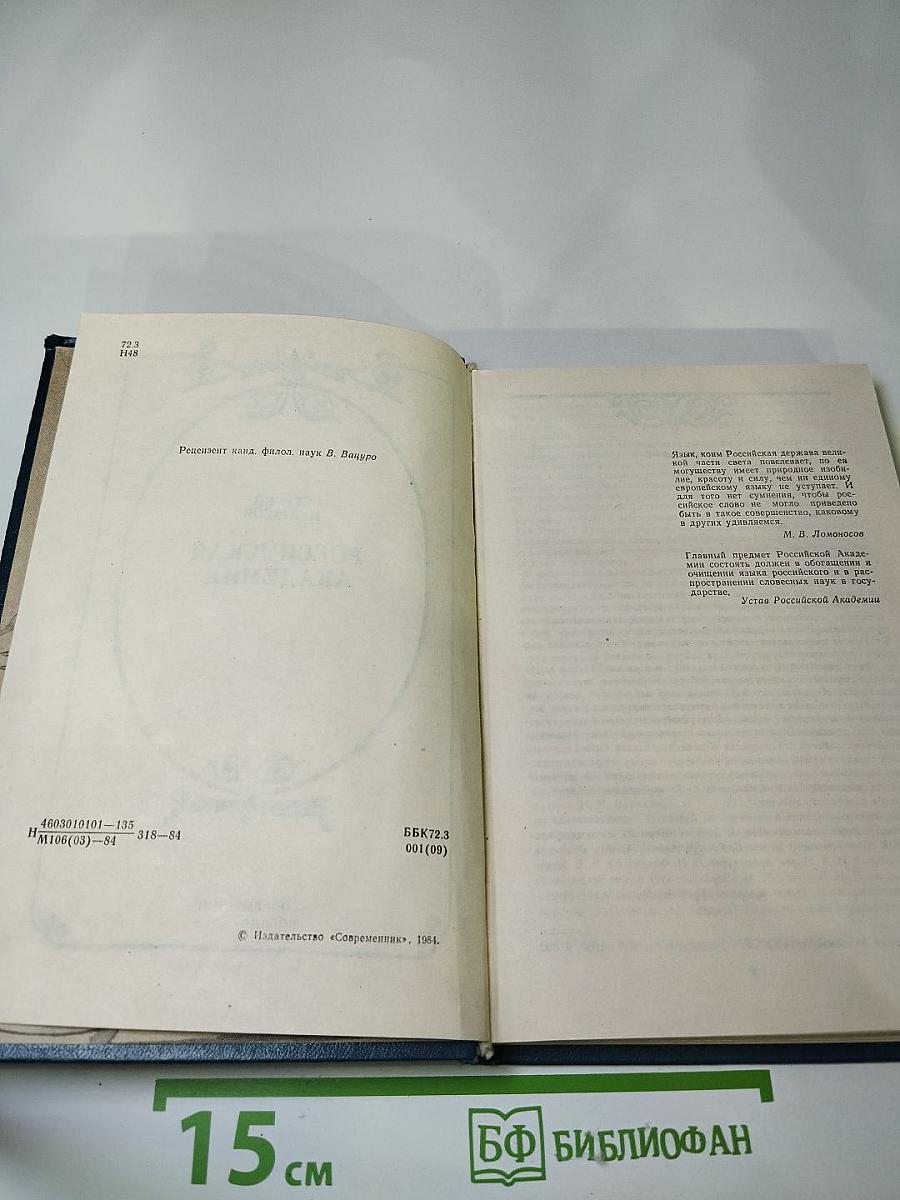 72.3
Н48
Рецензент канд. филол. наук В. Вацуро
Н 4603010101—135
М106(03)—84 318—84
ББК72.3
001(09)
© Издательство «Современник», 1984.
Язык, коим Российская держава вели-
кой части света повелевает, по ея
могуществу имеет природное изоби-
лие, красоту и силу, чем ни единому
европейскому языку не уступает. И
для того нет сумнения, чтобы рос-
сийское слово не могло приведено
быть в такое совершенство, каковому
в других удивляемся.
М. В. Ломоносов
Главный предмет Российской Акаде-
мии состоять должен в обогащении и
очищении языка российского и в рас-
пространении словесных наук в госу-
дарстве.
Устав Российской Академии
15 см
БФ БИБЛИОФАН